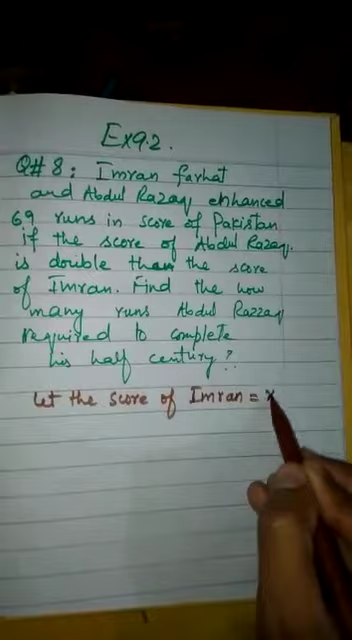 Ex 9.2.
Q# 8: Imran farhat
and Abdul Razaq enhanced
69 runs in score of Pakistan
if the score of Abdul Razaq.
is double than the score
of Imran. Find the how
many runs Abdul Razzaq
required to complete
his half century?
Let the score of Imran = x